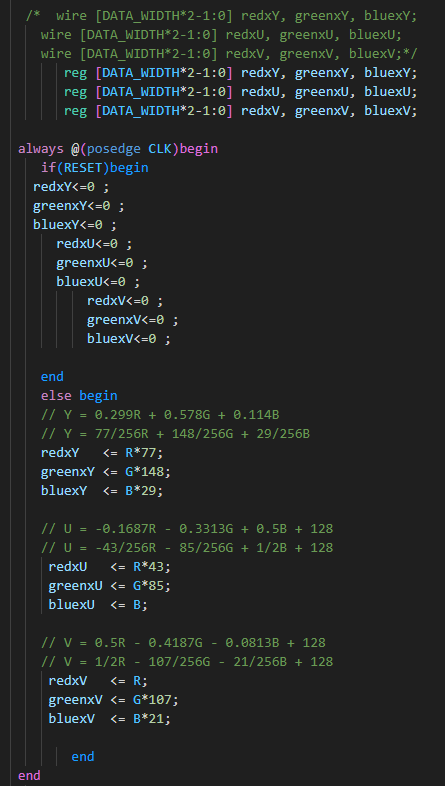 /*  wire [DATA_WIDTH*2-1:0] redxY, greenxY, bluexY;
wire [DATA_WIDTH*2-1:0] redxU, greenxU, bluexU;
wire [DATA_WIDTH*2-1:0] redxV, greenxV, bluexV;*/
reg [DATA_WIDTH*2-1:0] redxY, greenxY, bluexY;
reg [DATA_WIDTH*2-1:0] redxU, greenxU, bluexU;
reg [DATA_WIDTH*2-1:0] redxV, greenxV, bluexV;
always @(posedge CLK)begin
if(RESET)begin
redxY<=0 ;
greenxY<=0 ;
bluexY<=0 ;
redxU<=0 ;
greenxU<=0 ;
bluexU<=0 ;
redxV<=0 ;
greenxV<=0 ;
bluexV<=0 ;
end
else begin
// Y = 0.299R + 0.578G + 0.114B
// Y = 77/256R + 148/256G + 29/256B
redxY   <= R*77;
greenxY <= G*148;
bluexY  <= B*29;
// U = -0.1687R - 0.3313G + 0.5B + 128
// U = -43/256R - 85/256G + 1/2B + 128
redxU   <= R*43;
greenxU <= G*85;
bluexU  <= B;
// V = 0.5R - 0.4187G - 0.0813B + 128
// V = 1/2R - 107/256G - 21/256B + 128
redxV   <= R;
greenxV <= G*107;
bluexV  <= B*21;
end
end